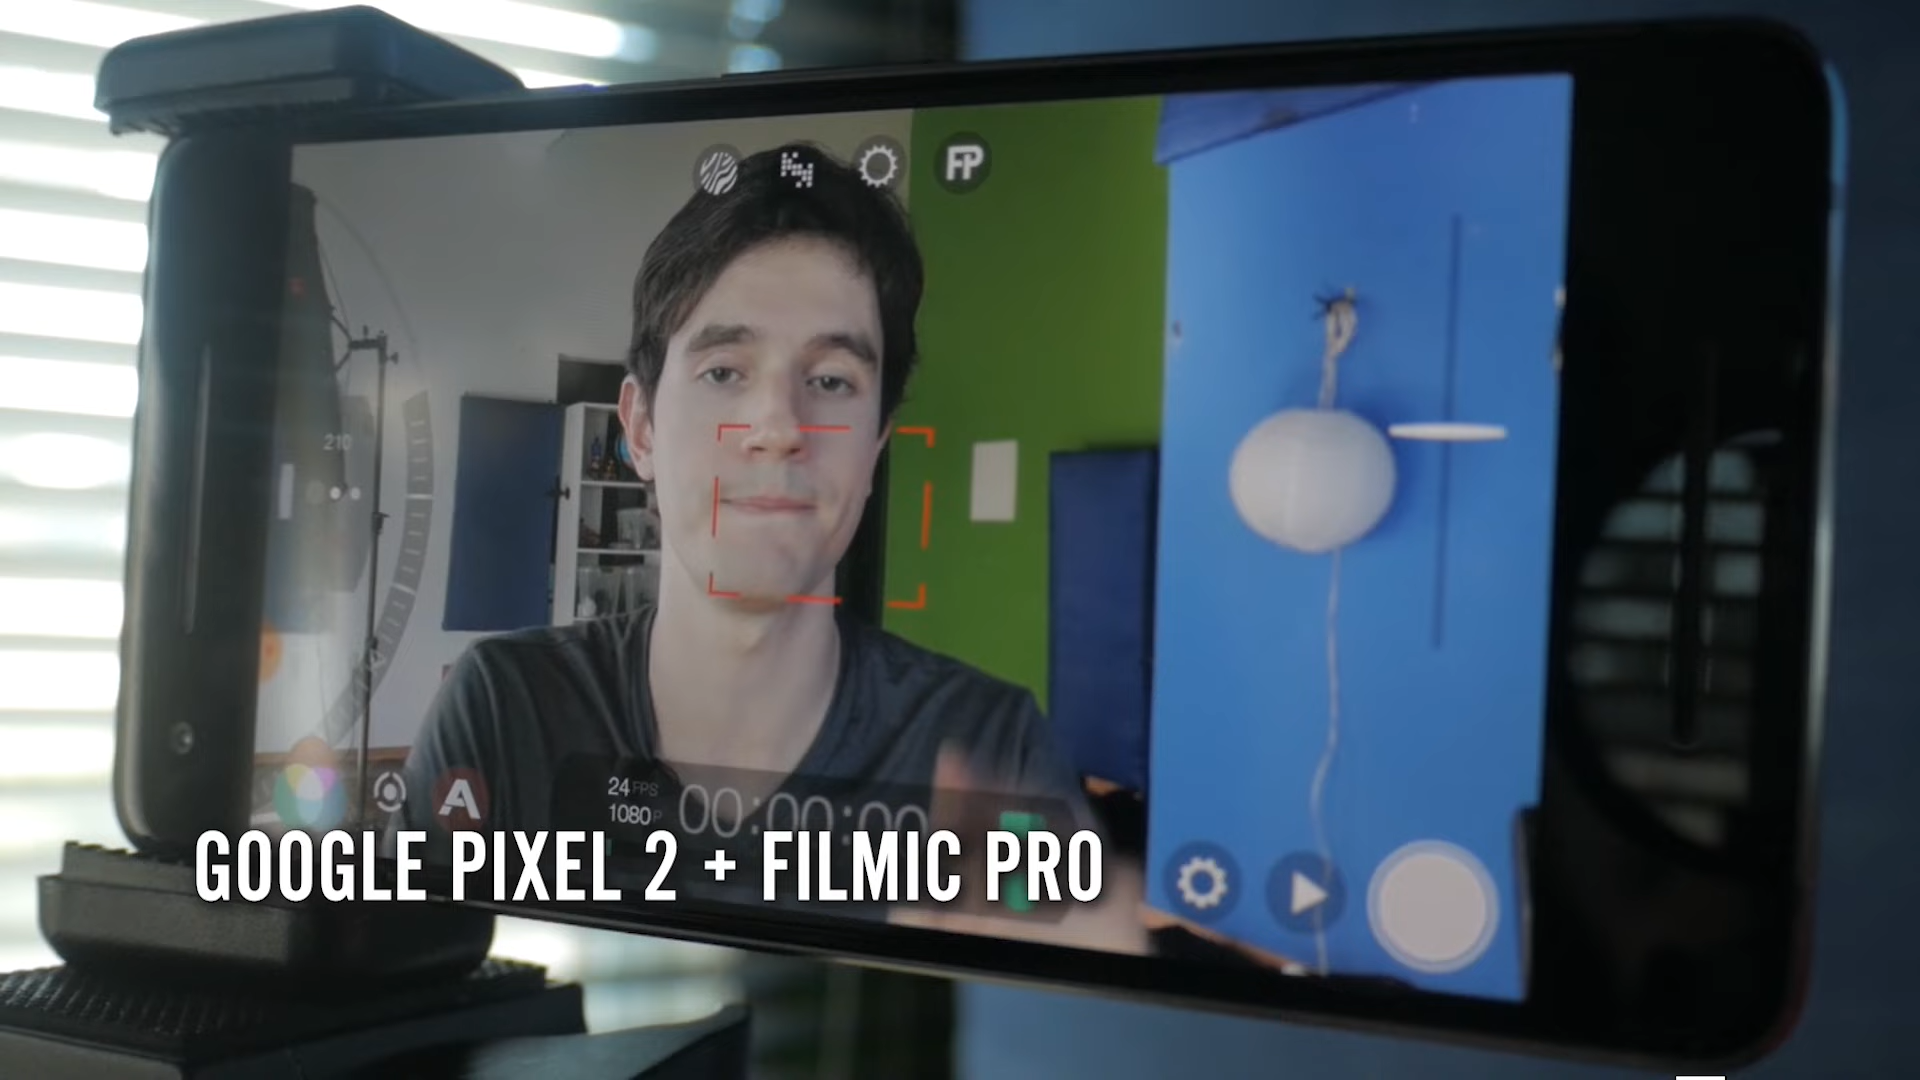 FP
210
A
24 FPS
1080 P
00:00:00
GOOGLE PIXEL 2 + FILMIC PRO